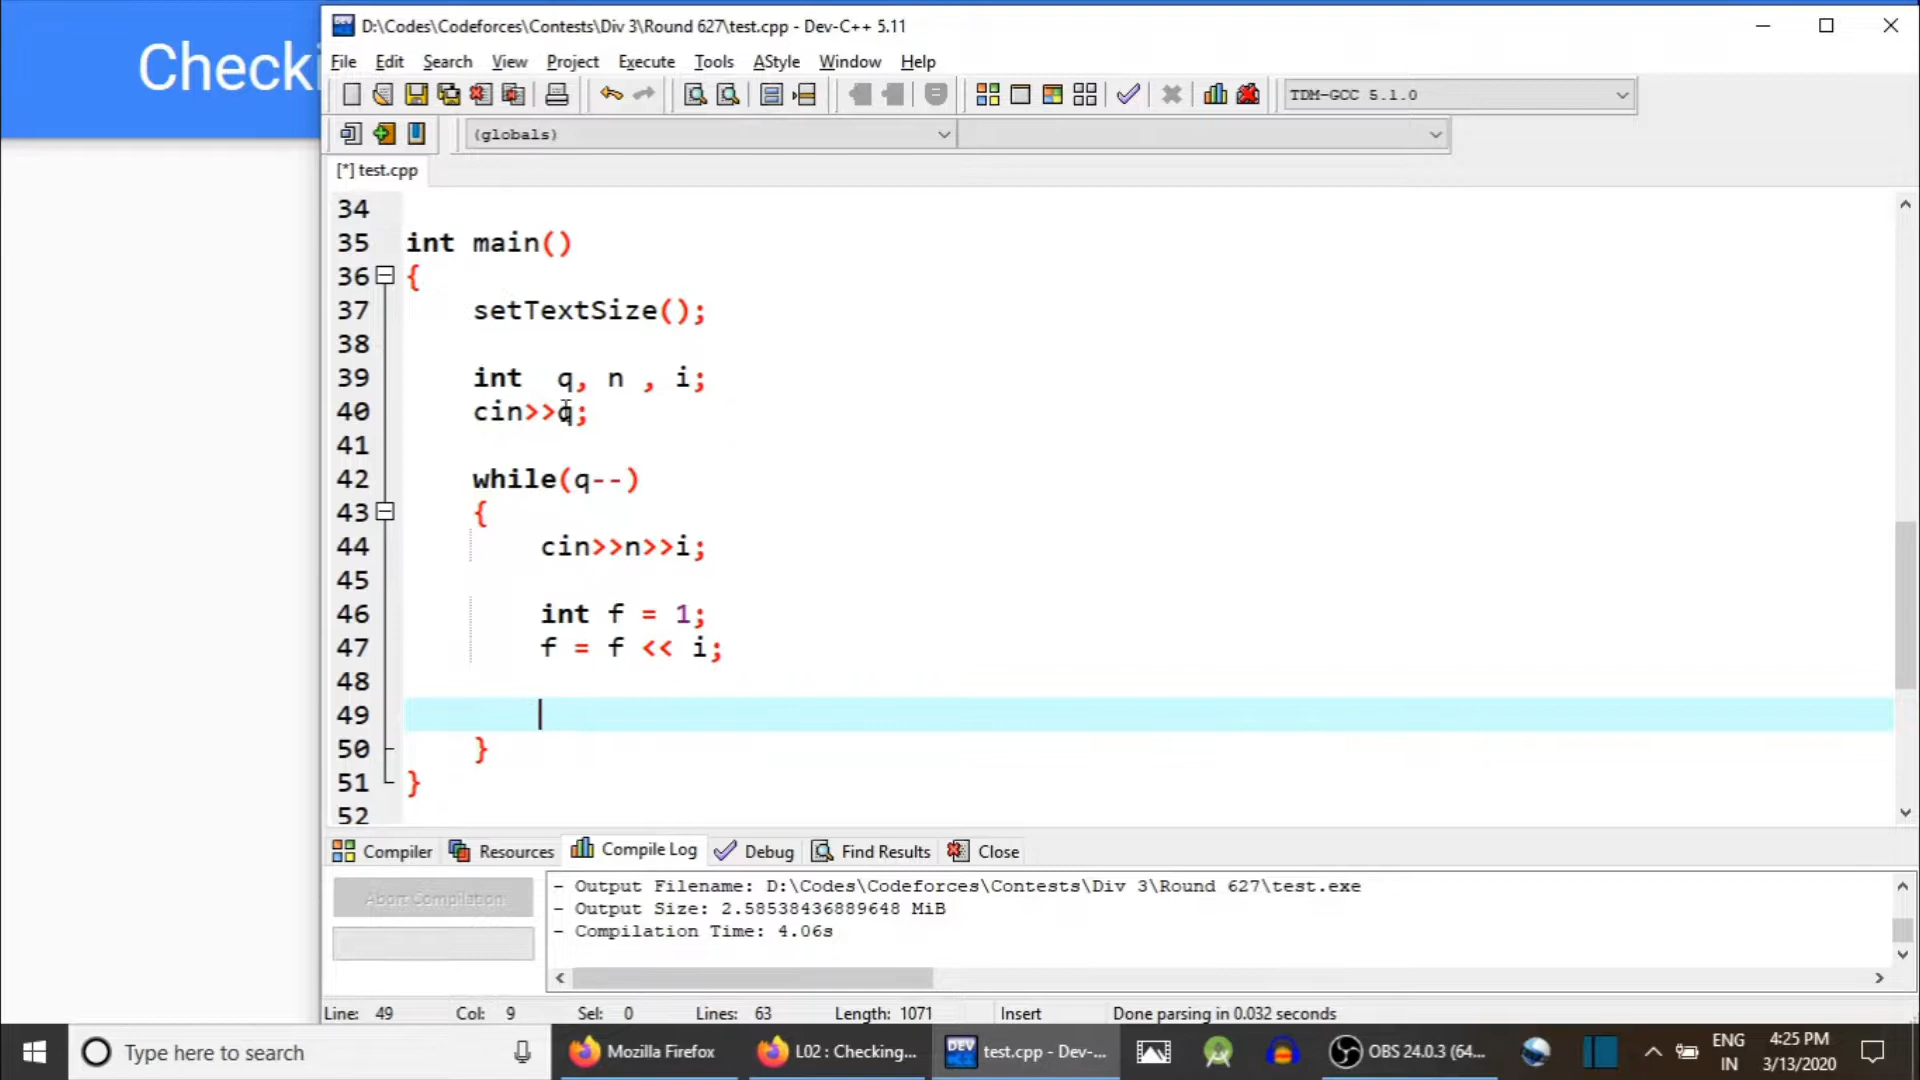 Checki
D:\Codes\Codeforces\Contests\Div 3\Round 627\test.cpp - Dev-C++ 5.11
File Edit Search View Project Execute Tools AStyle Window Help
TDM-GCC 5.1.0
(globals)
[*] test.cpp
34
35 int main()
36 {
37 setTextSize();
38
39 int  q, n , i;
40 cin>>q;
41
42 while(q--)
43 {
44 cin>>n>>i;
45
46 int f = 1;
47 f = f << i;
48
49
50 }
51 }
52
Compiler Resources Compile Log Debug Find Results Close
Abort Compilation
- Output Filename: D:\Codes\Codeforces\Contests\Div 3\Round 627\test.exe
- Output Size: 2.58538436889648 MiB
- Compilation Time: 4.06s
Line: 49 Col: 9 Sel: 0 Lines: 63 Length: 1071 Insert Done parsing in 0.032 seconds
Type here to search
Mozilla Firefox
L02 : Checking...
DEV
test.cpp - Dev-...
OBS 24.0.3 (64...
ENG
IN
4:25 PM
3/13/2020